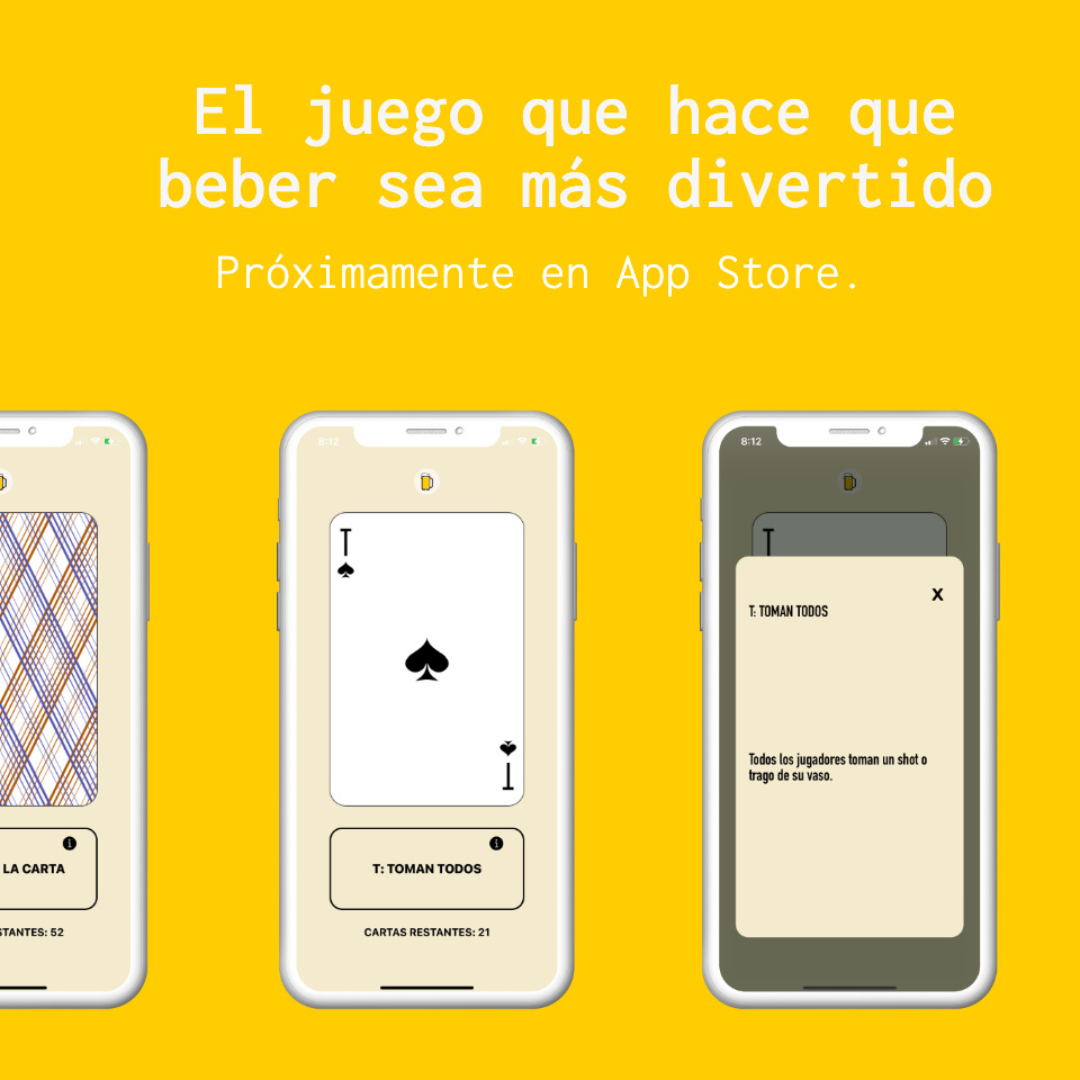 El juego que hace que
beber sea más divertido
Próximamente en App Store.
LA CARTA
STANTES: 52
8:12
T
T
T: TOMAN TODOS
CARTAS RESTANTES: 21
8:12
T
X
T: TOMAN TODOS
Todos los jugadores toman un shot o
trago de su vaso.